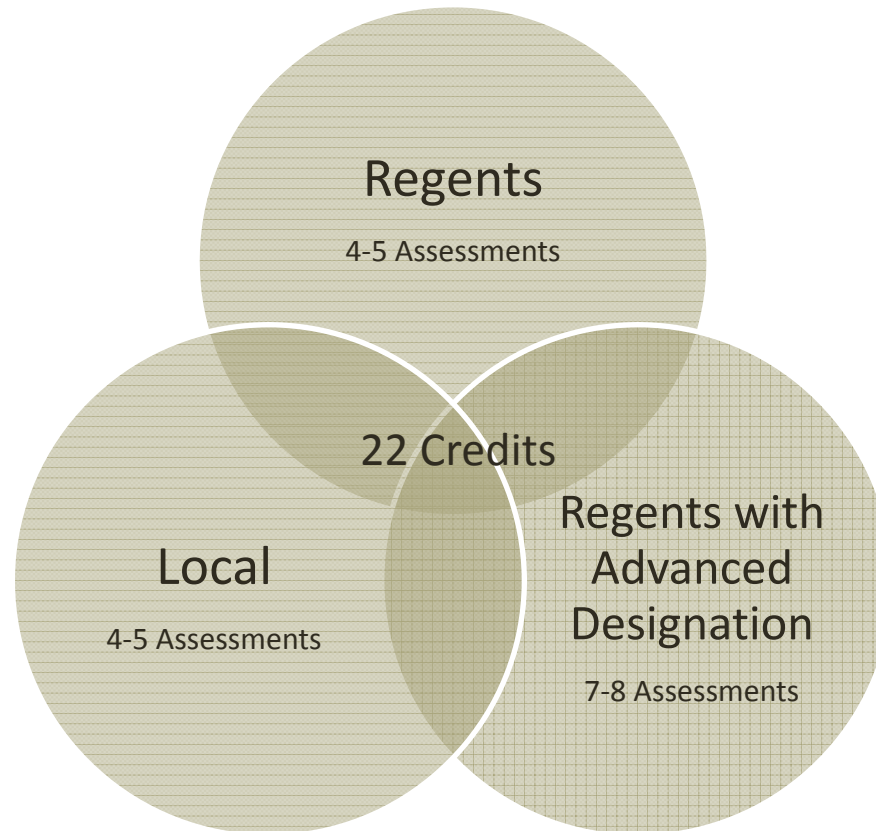 Regents
4-5 Assessments
22 Credits
Local
4-5 Assessments
Regents with
Advanced
Designation
7-8 Assessments